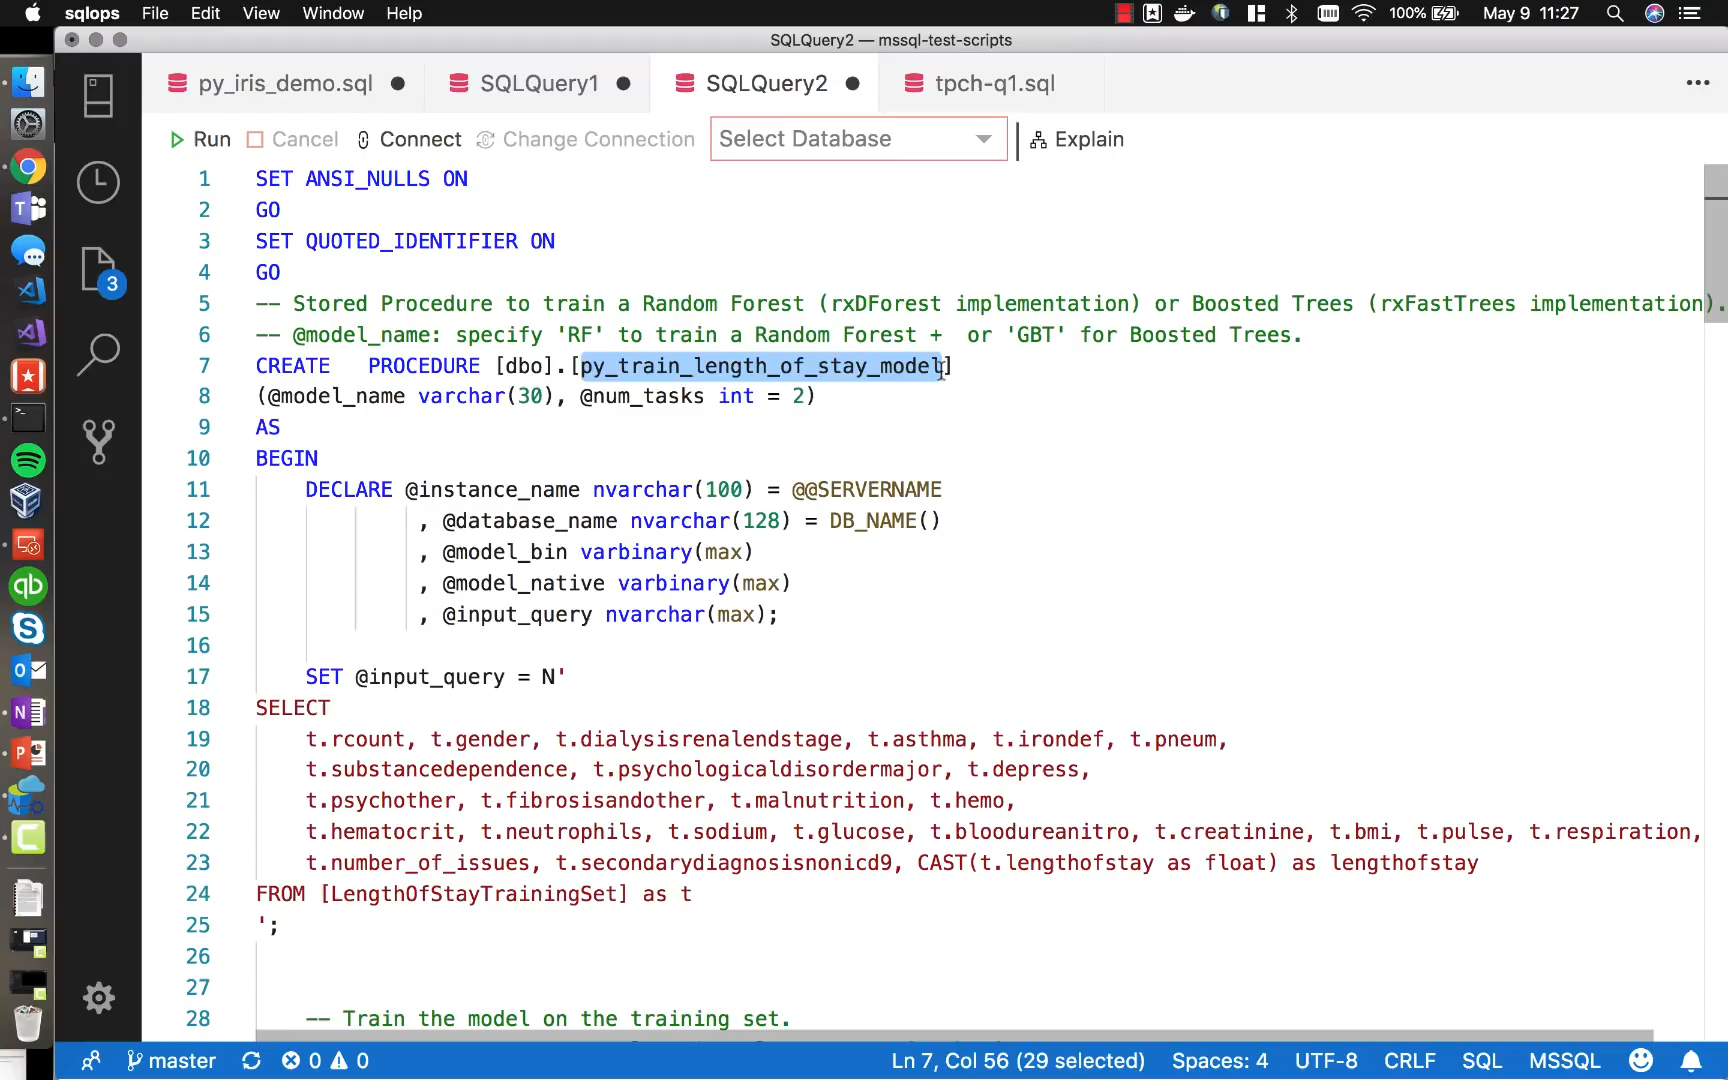 sqlops File Edit View Window Help 100% May 9 11:27
SQLQuery2 — mssql-test-scripts
py_iris_demo.sql SQLQuery1 SQLQuery2 tpch-q1.sql
Run Cancel Connect Change Connection Select Database Explain
1 SET ANSI_NULLS ON
2 GO
3 SET QUOTED_IDENTIFIER ON
4 GO
5 -- Stored Procedure to train a Random Forest (rxDForest implementation) or Boosted Trees (rxFastTrees implementation).
6 -- @model_name: specify 'RF' to train a Random Forest +  or 'GBT' for Boosted Trees.
7 CREATE   PROCEDURE [dbo].[py_train_length_of_stay_model]
8 (@model_name varchar(30), @num_tasks int = 2)
9 AS
10 BEGIN
11 DECLARE @instance_name nvarchar(100) = @@SERVERNAME
12 , @database_name nvarchar(128) = DB_NAME()
13 , @model_bin varbinary(max)
14 , @model_native varbinary(max)
15 , @input_query nvarchar(max);
16
17 SET @input_query = N'
18 SELECT
19 t.rcount, t.gender, t.dialysisrenalendstage, t.asthma, t.irondef, t.pneum,
20 t.substancedependence, t.psychologicaldisordermajor, t.depress,
21 t.psychother, t.fibrosisandother, t.malnutrition, t.hemo,
22 t.hematocrit, t.neutrophils, t.sodium, t.glucose, t.bloodureanitro, t.creatinine, t.bmi, t.pulse, t.respiration,
23 t.number_of_issues, t.secondarydiagnosisnonicd9, CAST(t.lengthofstay as float) as lengthofstay
24 FROM [LengthOfStayTrainingSet] as t
25 ';
26
27
28 -- Train the model on the training set.
3
master 0 0 Ln 7, Col 56 (29 selected) Spaces: 4 UTF-8 CRLF SQL MSSQL